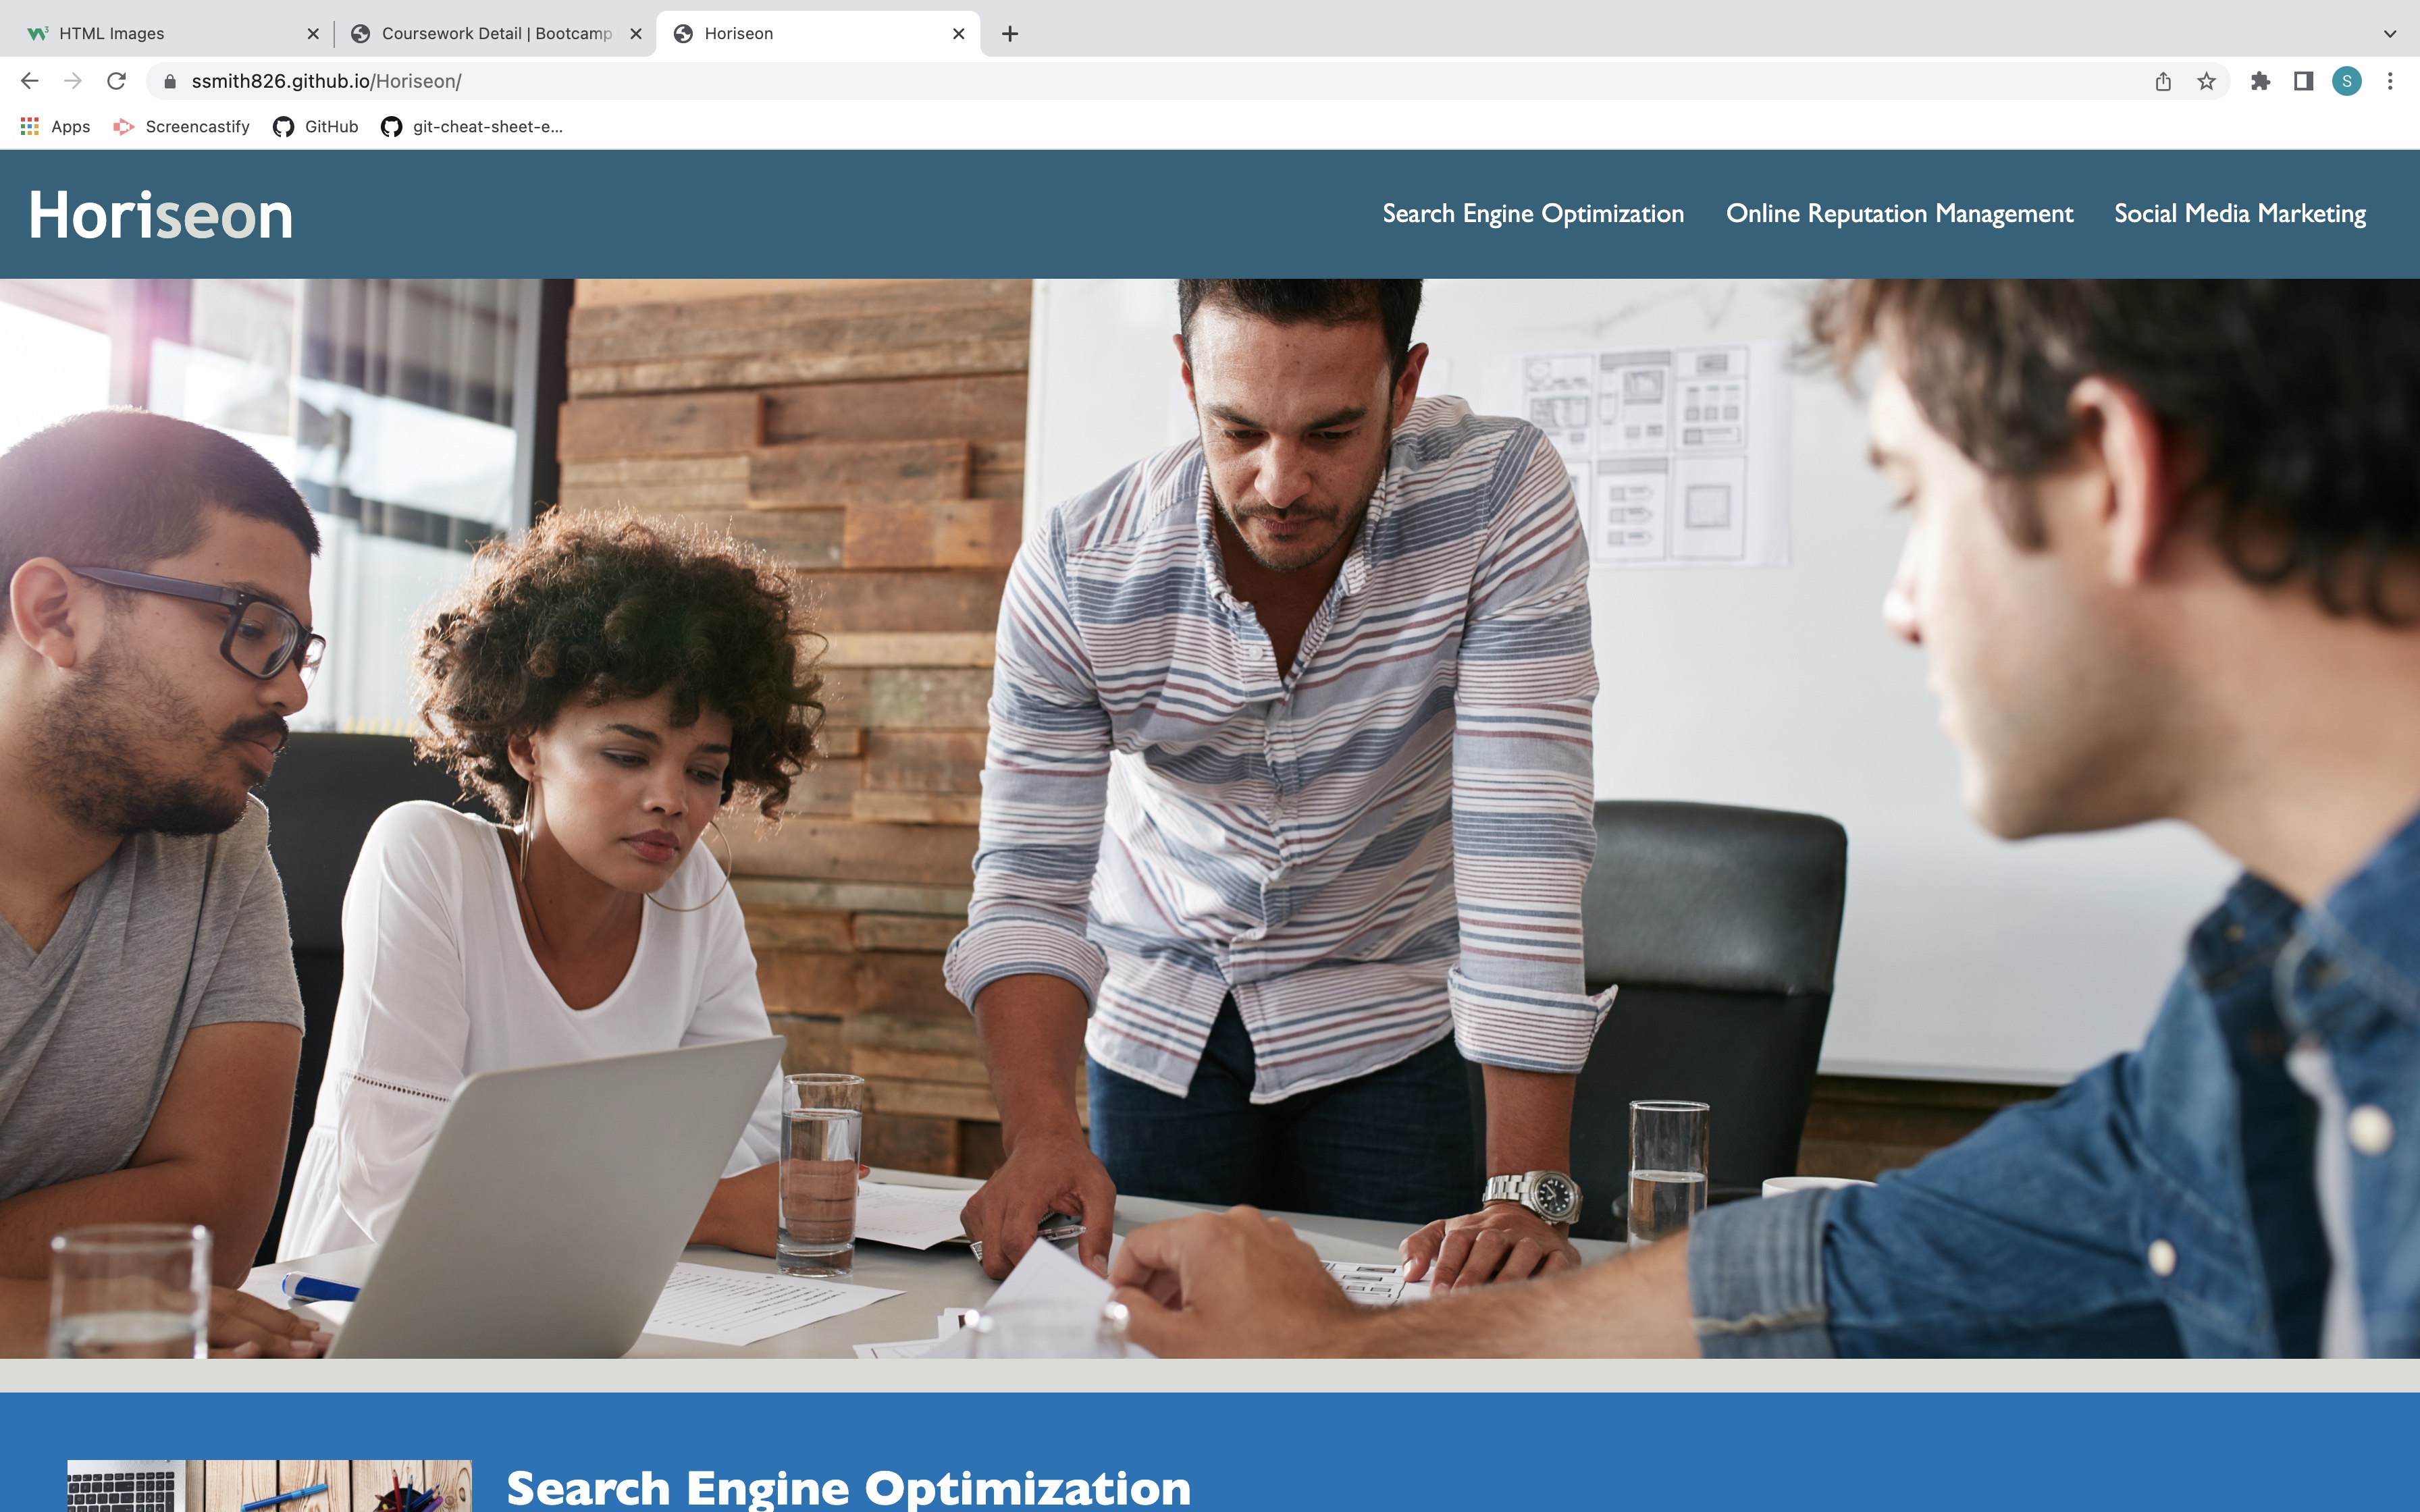 HTML Images
Coursework Detail | Bootcamp
Horiseon
ssmith826.github.io/Horiseon/
S
Apps
Screencastify
GitHub
git-cheat-sheet-e...
Horiseon
Search Engine Optimization
Online Reputation Management
Social Media Marketing
Search Engine Optimization